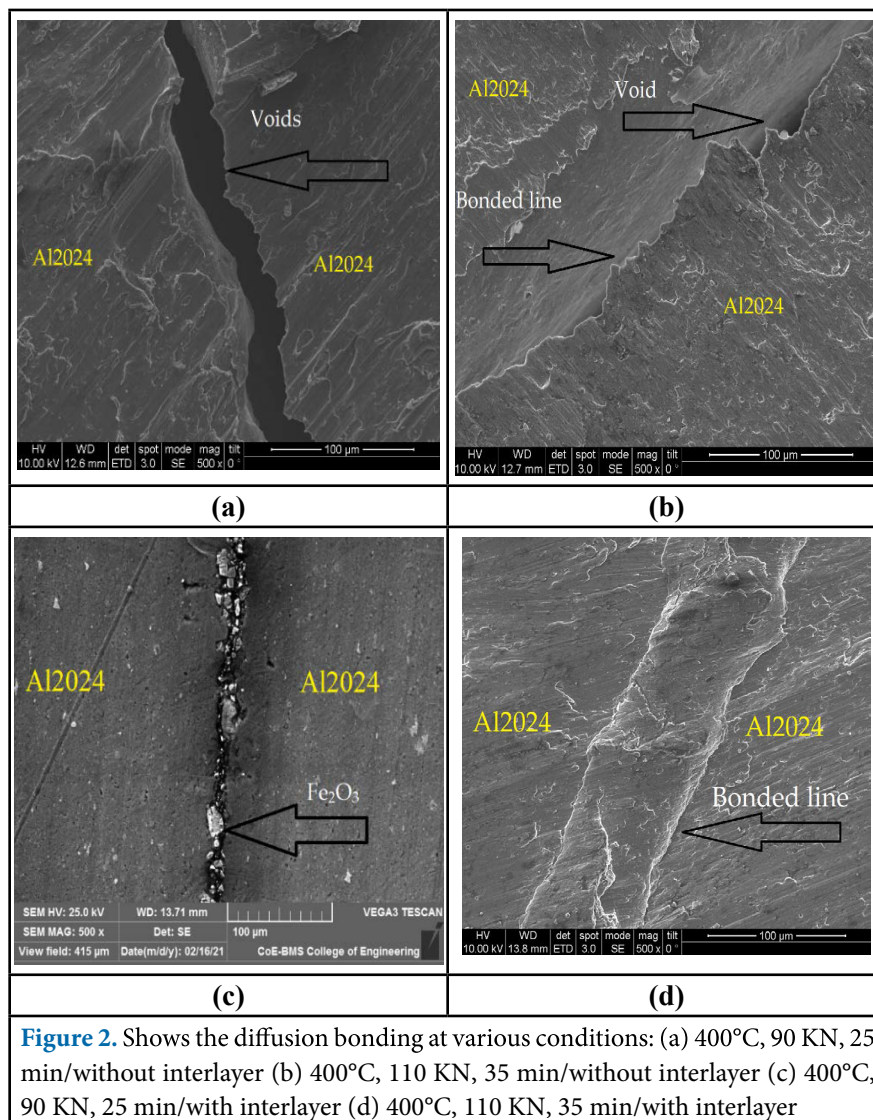 Voids
Al2024
Al2024
HV WD det spot mode mag tilt
10.00 kV 12.6 mm ETD 3.0 SE 500 x 0 °
100 µm
Al2024
Void
Bonded line
Al2024
HV WD det spot mode mag tilt
10.00 kV 12.7 mm ETD 3.0 SE 500 x 0 °
100 µm
(a)
(b)
Al2024
Al2024
Fe₂O₃
SEM HV: 25.0 kV WD: 13.71 mm VEGA3 TESCAN
SEM MAG: 500 x Det: SE 100 µm
View field: 415 µm Date(m/d/y): 02/16/21 CoE-BMS College of Engineering
Al2024
Al2024
Bonded line
HV WD det spot mode mag tilt
10.00 kV 13.8 mm ETD 3.0 SE 500 x 0 °
100 µm
(c)
(d)
Figure 2. Shows the diffusion bonding at various conditions: (a) 400°C, 90 KN, 25
min/without interlayer (b) 400°C, 110 KN, 35 min/without interlayer (c) 400°C,
90 KN, 25 min/with interlayer (d) 400°C, 110 KN, 35 min/with interlayer